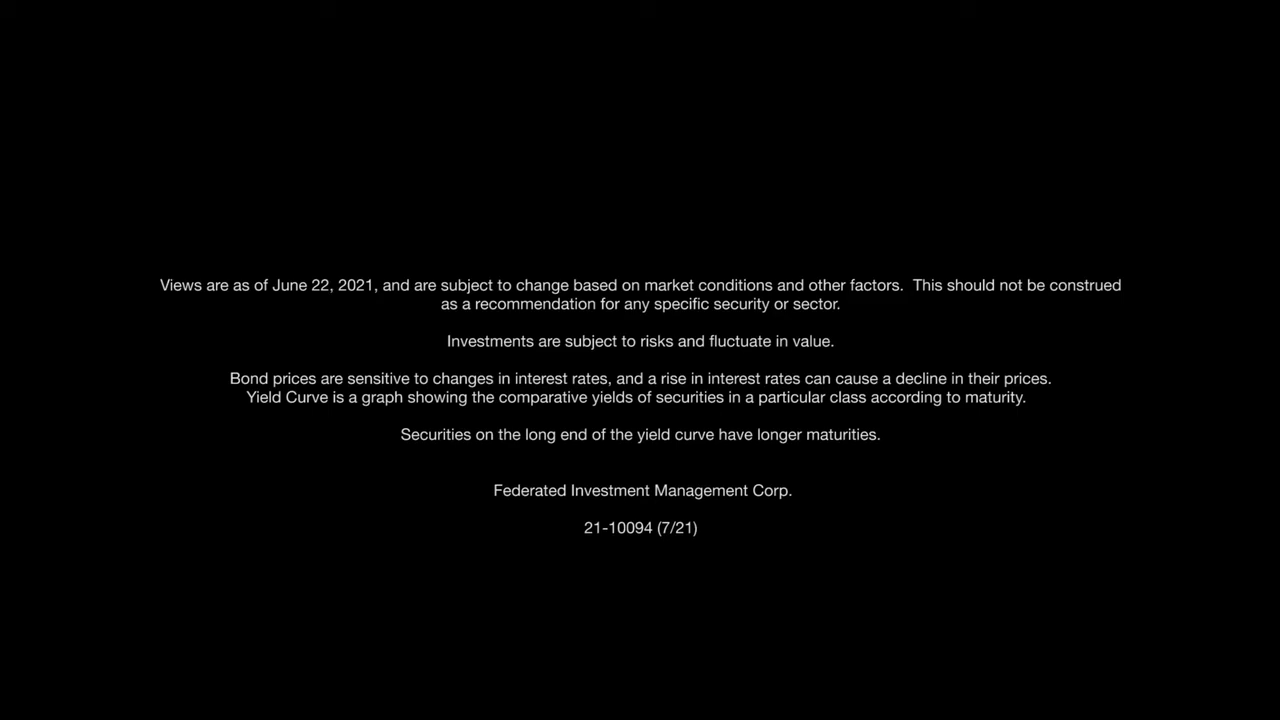 Views are as of June 22, 2021, and are subject to change based on market conditions and other factors.  This should not be construed
as a recommendation for any specific security or sector.
Investments are subject to risks and fluctuate in value.
Bond prices are sensitive to changes in interest rates, and a rise in interest rates can cause a decline in their prices.
Yield Curve is a graph showing the comparative yields of securities in a particular class according to maturity.
Securities on the long end of the yield curve have longer maturities.
Federated Investment Management Corp.
21-10094 (7/21)